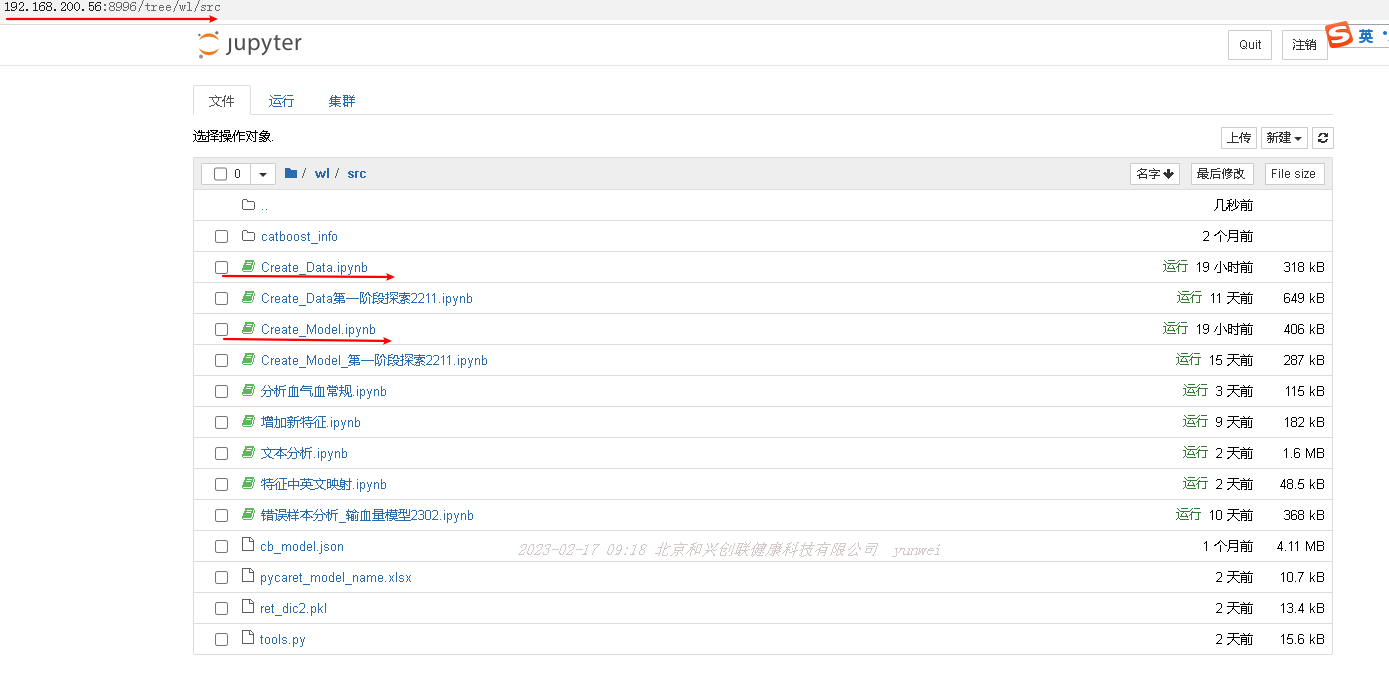 192.168.200.56:8996/tree/wl/src
jupyter
Quit 注销
英
文件 运行 集群
选择操作对象.
上传 新建
0 / wl / src 名字 最后修改 File size
.. 几秒前
catboost_info 2 个月前
Create_Data.ipynb 运行 19 小时前 318 kB
Create_Data第一阶段探索2211.ipynb 运行 11 天前 649 kB
Create_Model.ipynb 运行 19 小时前 406 kB
Create_Model_第一阶段探索2211.ipynb 运行 15 天前 287 kB
分析血气血常规.ipynb 运行 3 天前 115 kB
增加新特征.ipynb 运行 9 天前 182 kB
文本分析.ipynb 运行 2 天前 1.6 MB
特征中英文映射.ipynb 运行 2 天前 48.5 kB
错误样本分析_输血量模型2302.ipynb 运行 10 天前 368 kB
cb_model.json 1 个月前 4.11 MB
2023-02-17 09:18 北京和兴创联健康科技有限公司 yunwei
pycaret_model_name.xlsx 2 天前 10.7 kB
ret_dic2.pkl 2 天前 13.4 kB
tools.py 2 天前 15.6 kB